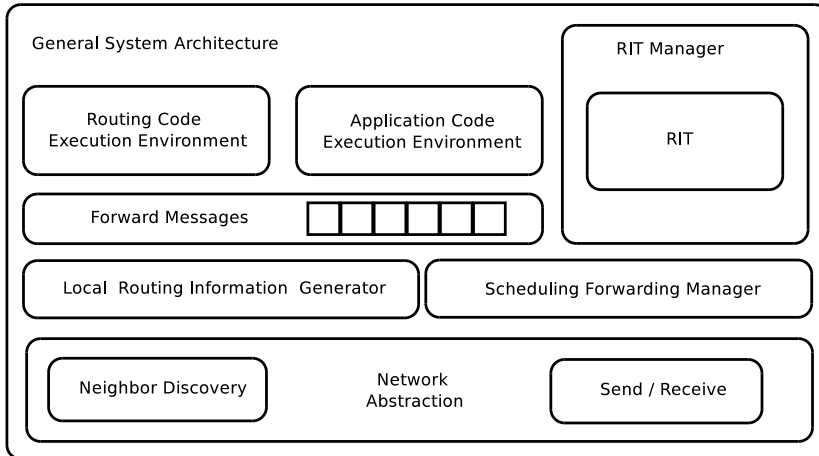 General System Architecture
RIT Manager
Routing Code
Execution Environment
Application Code
Execution Environment
RIT
Forward Messages
Local Routing Information Generator
Scheduling Forwarding Manager
Neighbor Discovery
Network
Abstraction
Send / Receive